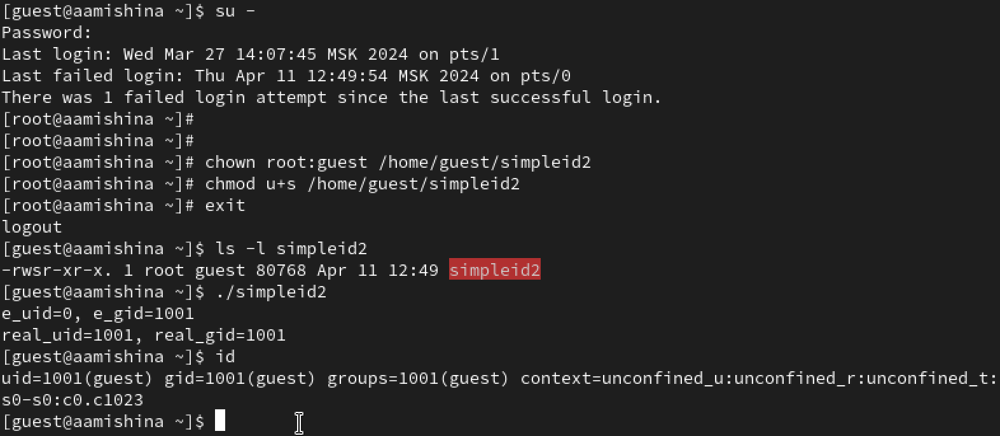 [guest@aamishina ~]$ su -
Password:
Last login: Wed Mar 27 14:07:45 MSK 2024 on pts/1
Last failed login: Thu Apr 11 12:49:54 MSK 2024 on pts/0
There was 1 failed login attempt since the last successful login.
[root@aamishina ~]#
[root@aamishina ~]#
[root@aamishina ~]# chown root:guest /home/guest/simpleid2
[root@aamishina ~]# chmod u+s /home/guest/simpleid2
[root@aamishina ~]# exit
logout
[guest@aamishina ~]$ ls -l simpleid2
-rwsr-xr-x. 1 root guest 80768 Apr 11 12:49 simpleid2
[guest@aamishina ~]$ ./simpleid2
e_uid=0, e_gid=1001
real_uid=1001, real_gid=1001
[guest@aamishina ~]$ id
uid=1001(guest) gid=1001(guest) groups=1001(guest) context=unconfined_u:unconfined_r:unconfined_t:
s0-s0:c0.c1023
[guest@aamishina ~]$